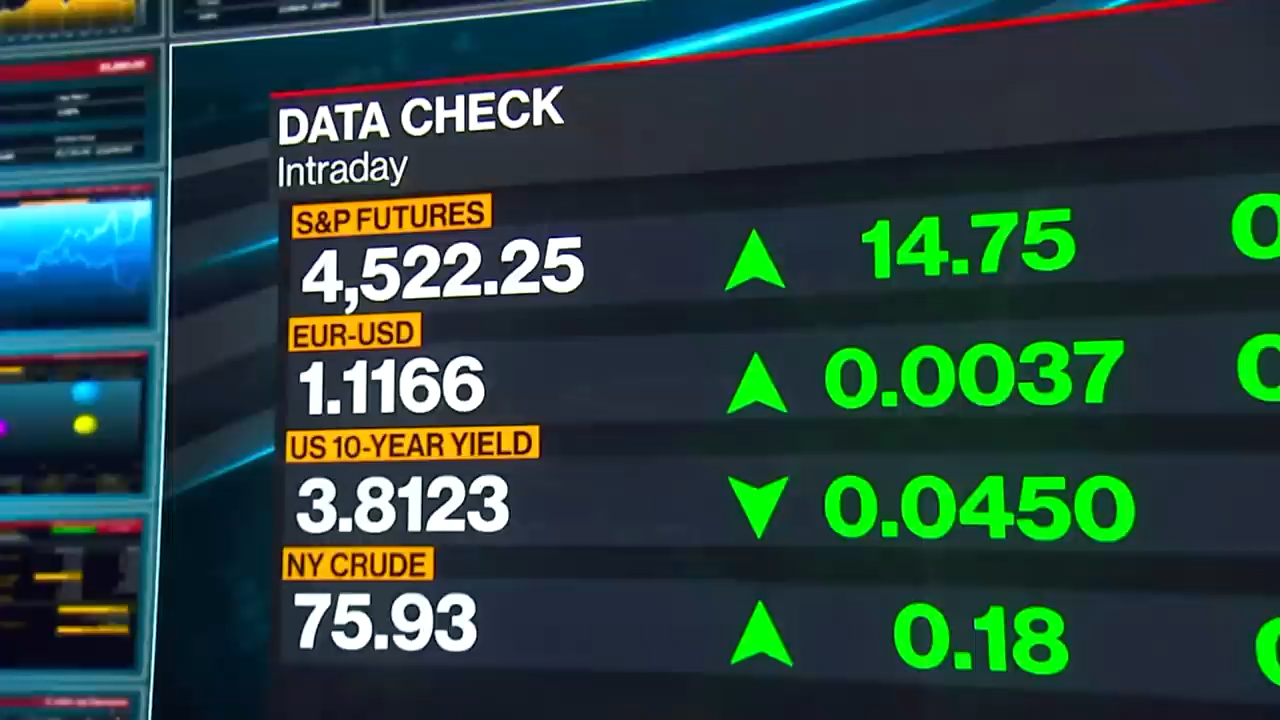 DATA CHECK
Intraday
S&P FUTURES
4,522.25 ▲ 14.75
EUR-USD
1.1166 ▲ 0.0037
US 10-YEAR YIELD
3.8123 ▼ 0.0450
NY CRUDE
75.93 ▲ 0.18